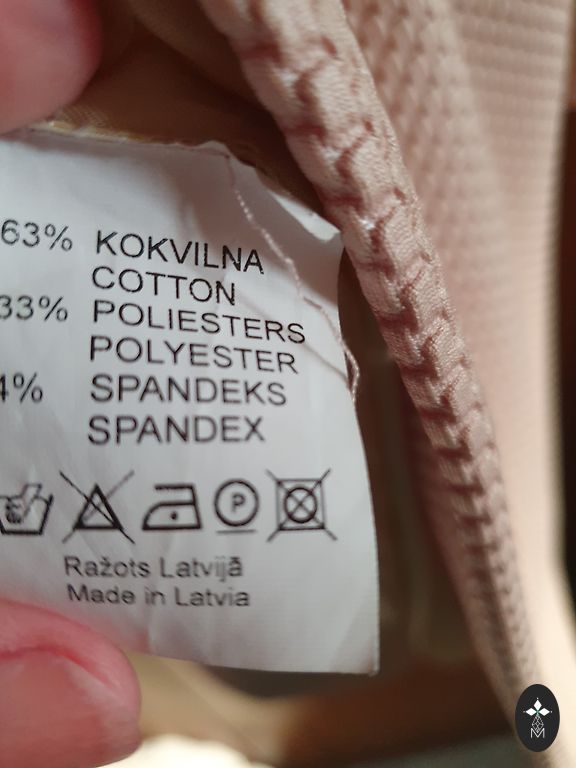 63% KOKVILNA
COTTON
33% POLIESTERS
POLYESTER
4% SPANDEKS
SPANDEX
P
Ražots Latvijā
Made in Latvia
M